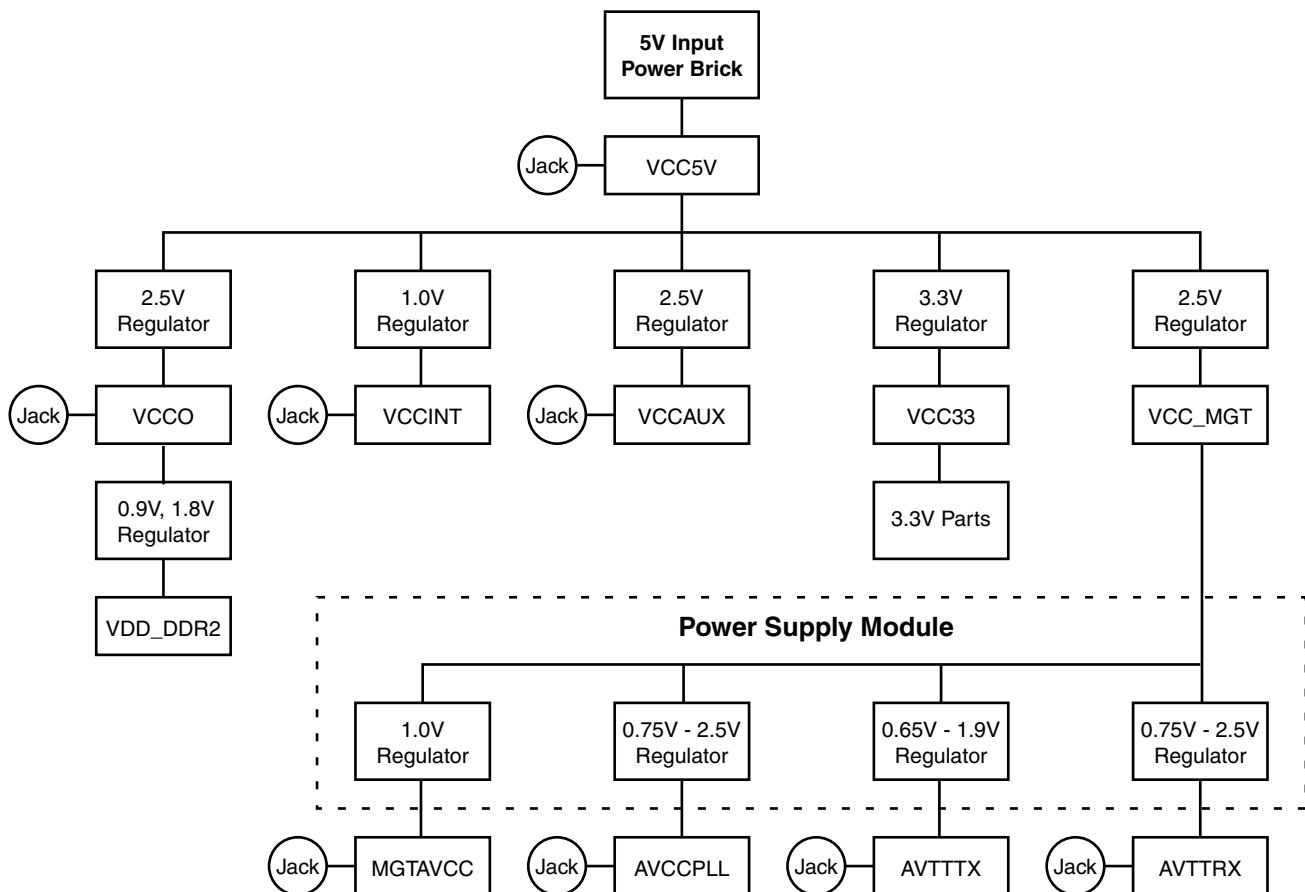 5V Input
Power Brick
Jack
VCC5V
2.5V
Regulator
1.0V
Regulator
2.5V
Regulator
3.3V
Regulator
2.5V
Regulator
Jack
VCCO
Jack
VCCINT
Jack
VCCAUX
VCC33
VCC_MGT
0.9V, 1.8V
Regulator
3.3V Parts
VDD_DDR2
Power Supply Module
1.0V
Regulator
0.75V - 2.5V
Regulator
0.65V - 1.9V
Regulator
0.75V - 2.5V
Regulator
Jack
MGTAVCC
Jack
AVCCPLL
Jack
AVTTTX
Jack
AVTTRX